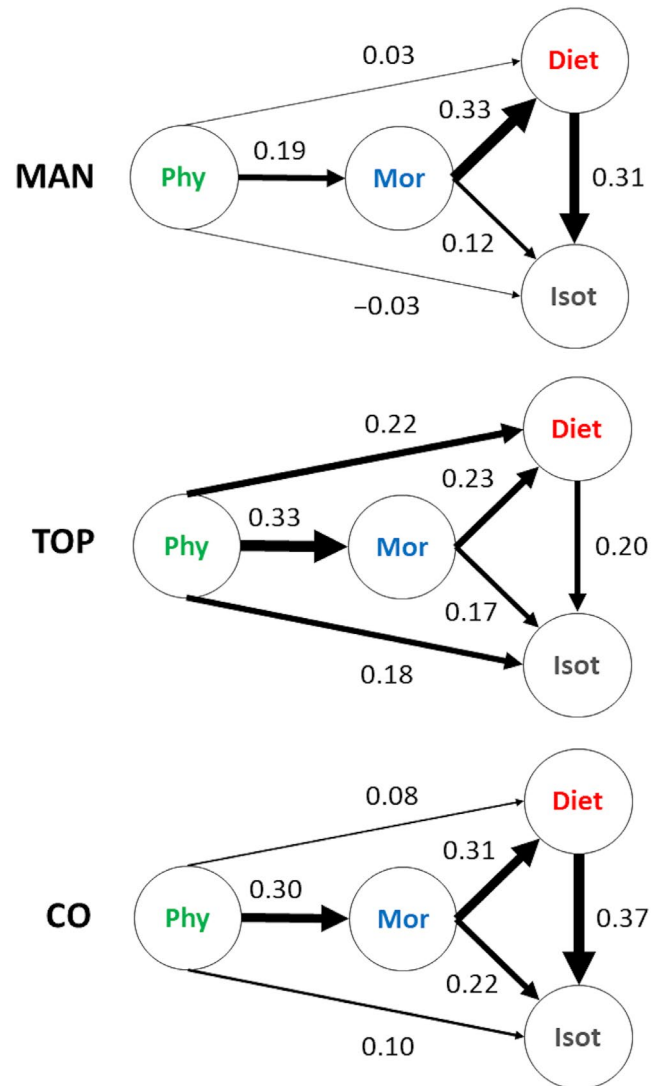 0.03
Diet
0.33
0.19
MAN
Phy
Mor
0.31
0.12
Isot
−0.03
0.22
Diet
0.23
0.33
TOP
Phy
Mor
0.20
0.17
Isot
0.18
0.08
Diet
0.31
0.30
CO
Phy
Mor
0.37
0.22
Isot
0.10